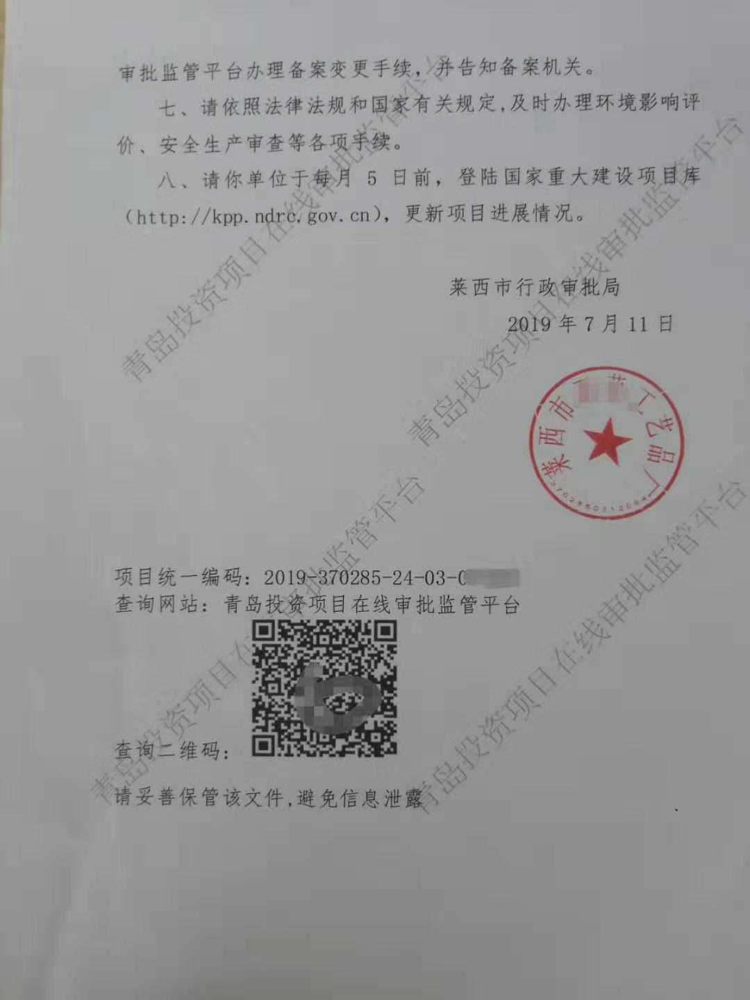 审批监管平台办理备案变更手续，并告知备案机关。
七、请依照法律法规和国家有关规定,及时办理环境影响评
价、安全生产审查等各项手续。
八、请你单位于每月 5 日前，登陆国家重大建设项目库
（http://kpp.ndrc.gov.cn），更新项目进展情况。
莱西市行政审批局
2019 年 7 月 11 日
莱西市 工艺品厂
项目统一编码：2019-370285-24-03-0
查询网站：青岛投资项目在线审批监管平台
查询二维码：
请妥善保管该文件,避免信息泄露
青岛投资项目在线审批监管平台
青岛投资项目在线审批监管平台
青岛投资项目在线审批监管平台
青岛投资项目在线审批监管平台